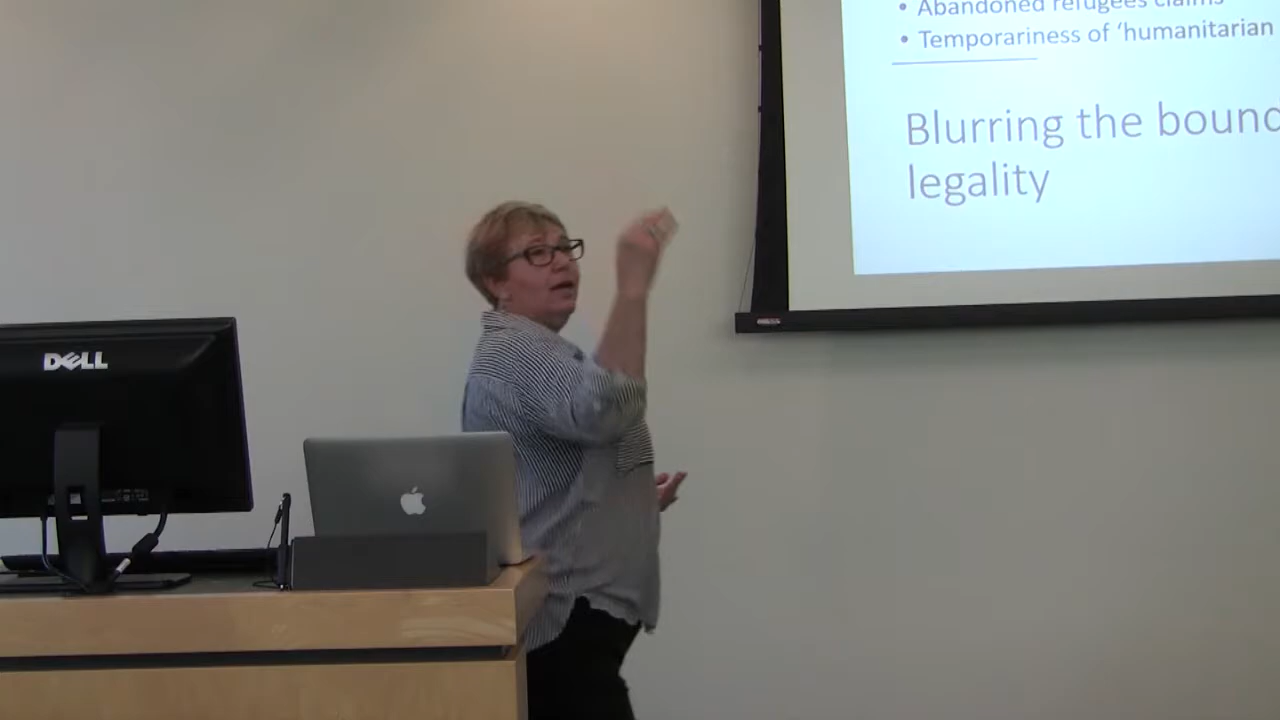 • Abandoned refugees claims
• Temporariness of ‘humanitarian
Blurring the bound
legality
DELL